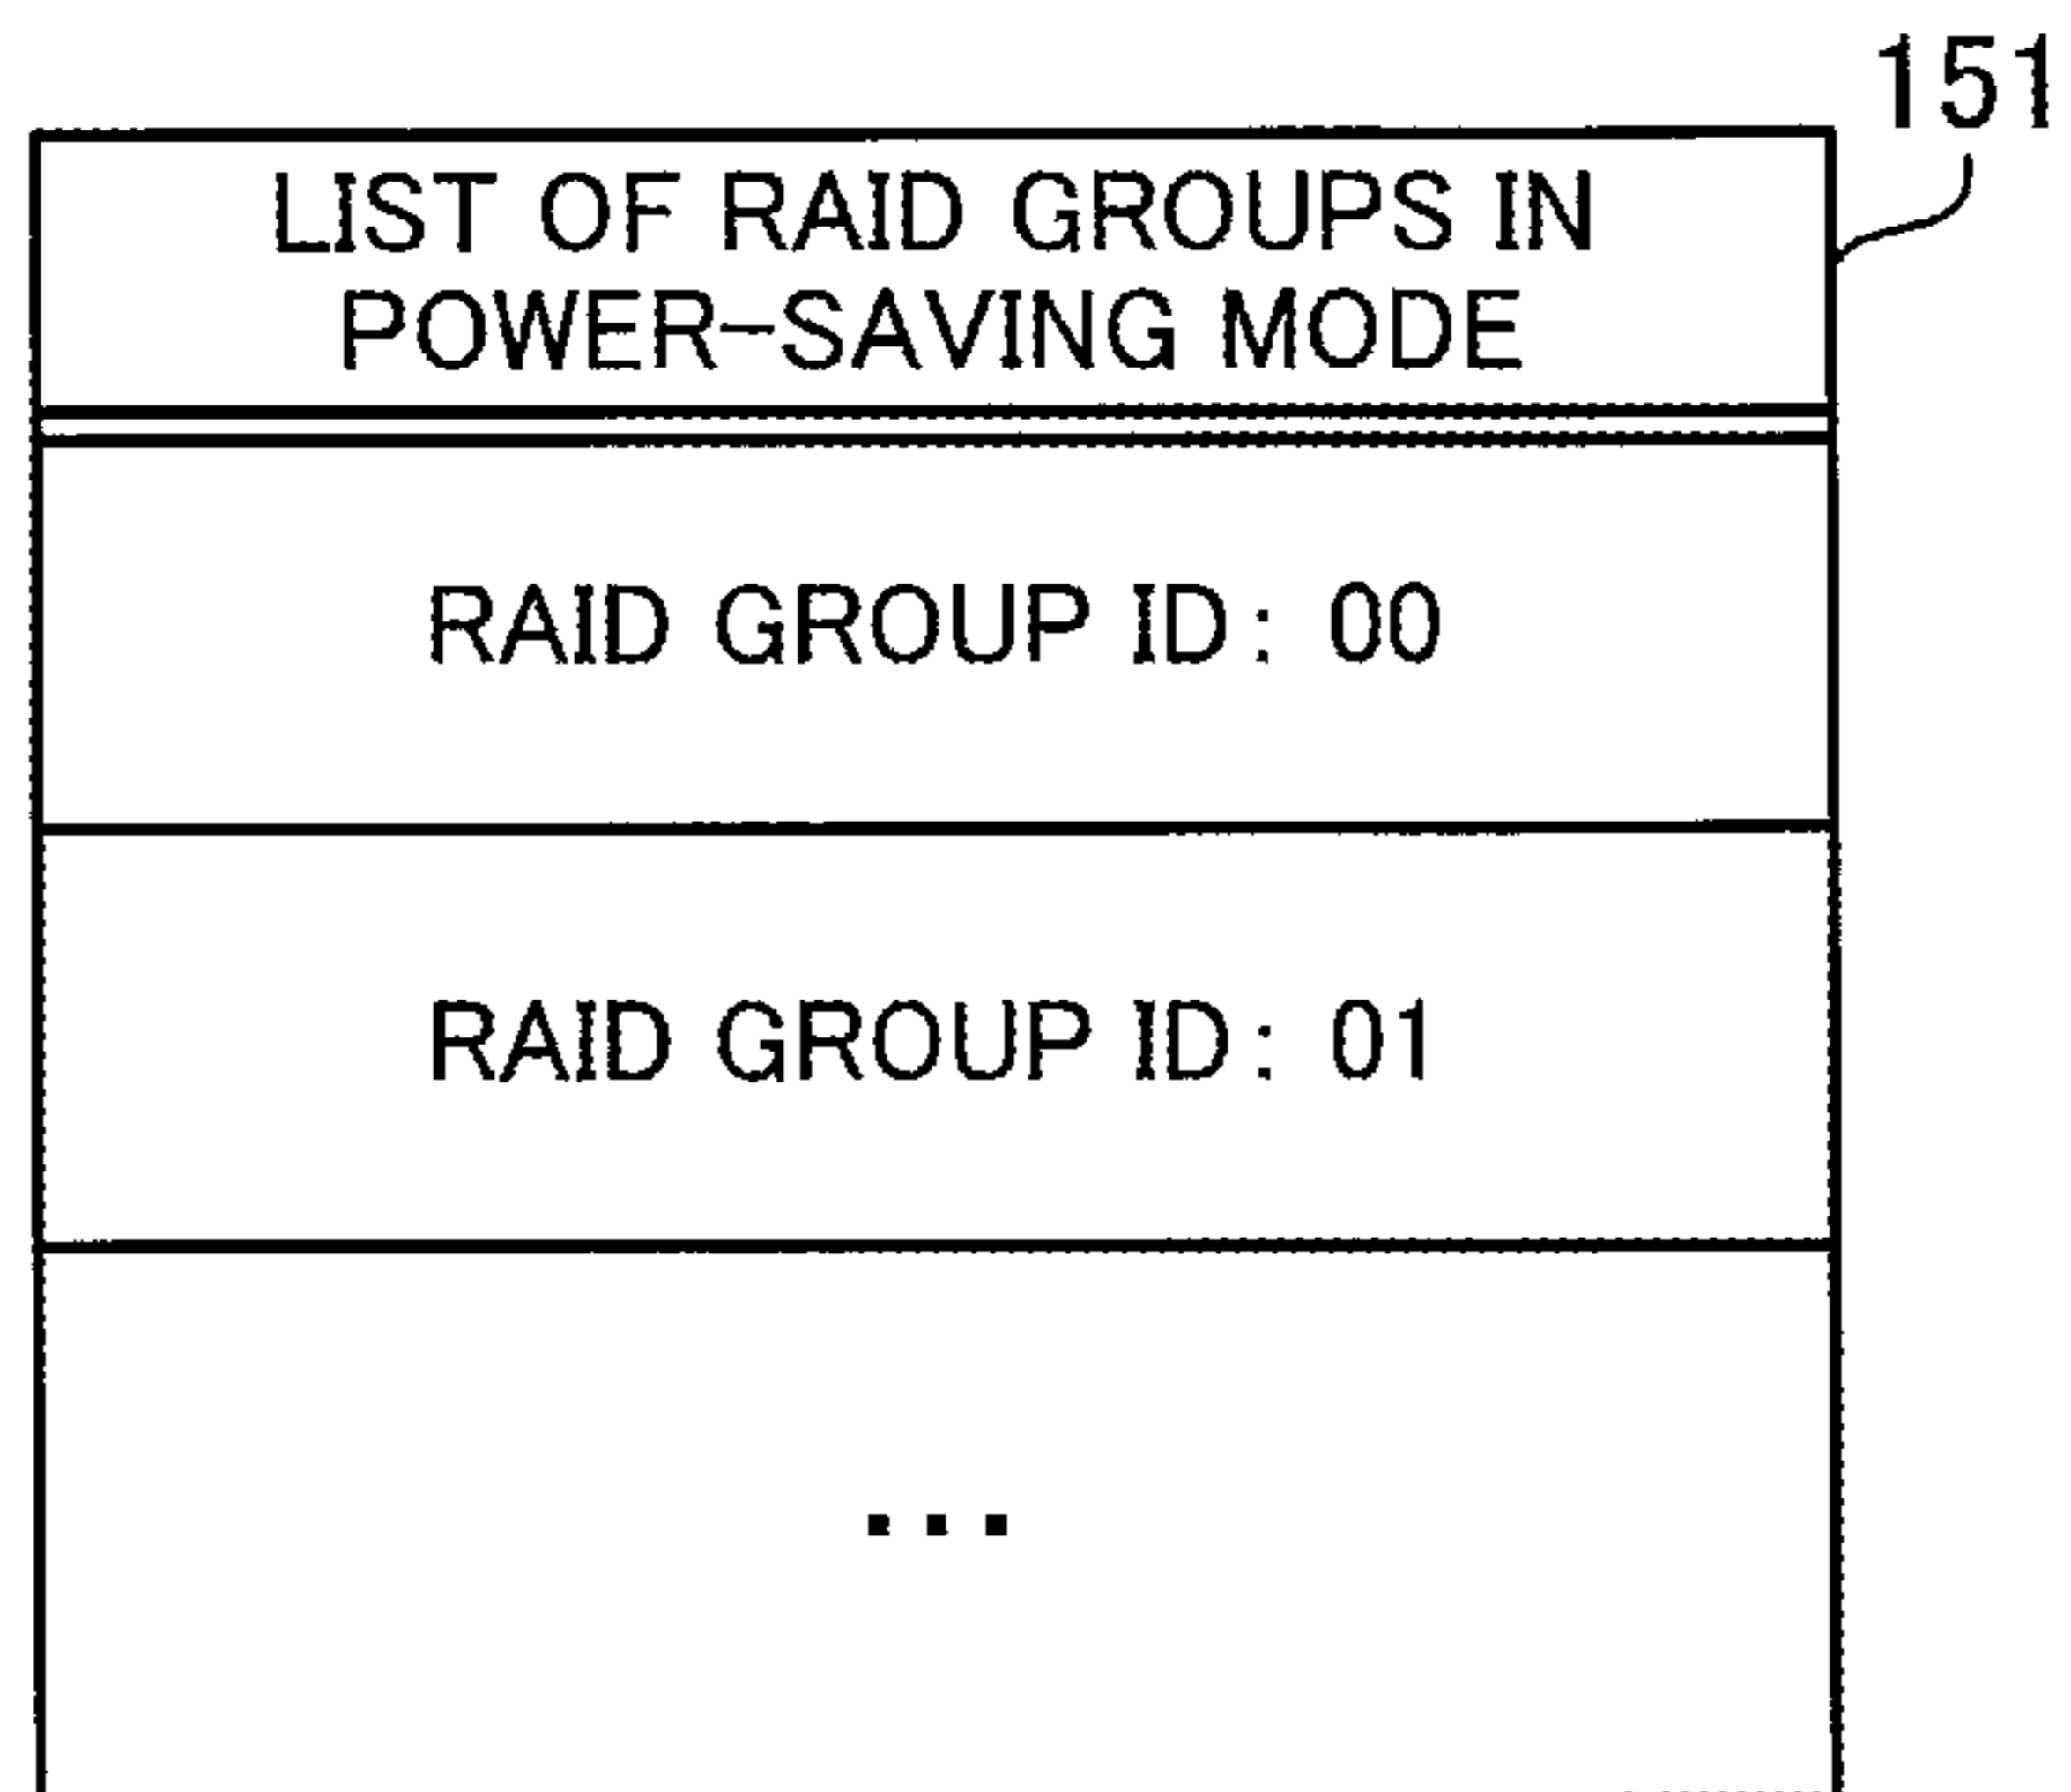 151
LIST OF RAID GROUPS IN
POWER-SAVING MODE
RAID GROUP ID: 00
RAID GROUP ID: 01
...